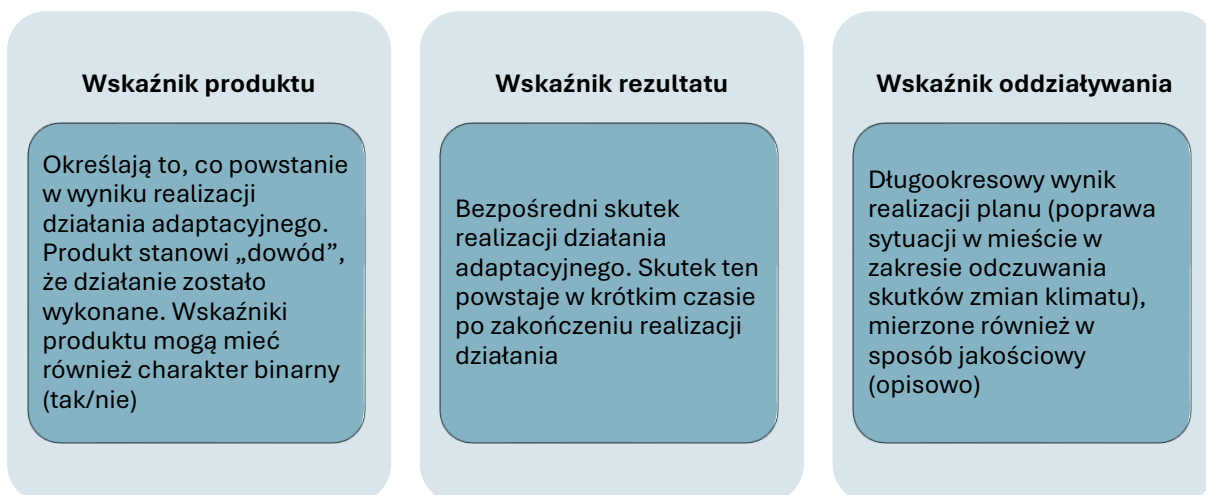 Wskaźnik produktu
Określają to, co powstanie
w wyniku realizacji
działania adaptacyjnego.
Produkt stanowi „dowód”,
że działanie zostało
wykonane. Wskaźniki
produktu mogą mieć
również charakter binarny
(tak/nie)
Wskaźnik rezultatu
Bezpośredni skutek
realizacji działania
adaptacyjnego. Skutek ten
powstaje w krótkim czasie
po zakończeniu realizacji
działania
Wskaźnik oddziaływania
Długookresowy wynik
realizacji planu (poprawa
sytuacji w mieście w
zakresie odczuwania
skutków zmian klimatu),
mierzone również w
sposób jakościowy
(opisowo)